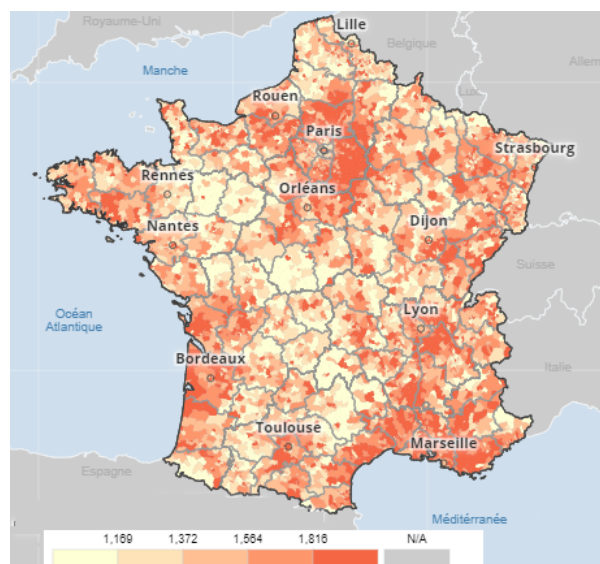 Royaume-Uni
Lille
Belgique
Manche
Allem
Lux
Rouen
Paris
Strasbourg
Rennes
Orléans
Nantes
Dijon
Suisse
Océan
Atlantique
Lyon
Bordeaux
Italie
Toulouse
Marseille
Espagne
Méditérranée
1,169 1,372 1,564 1,816 N/A